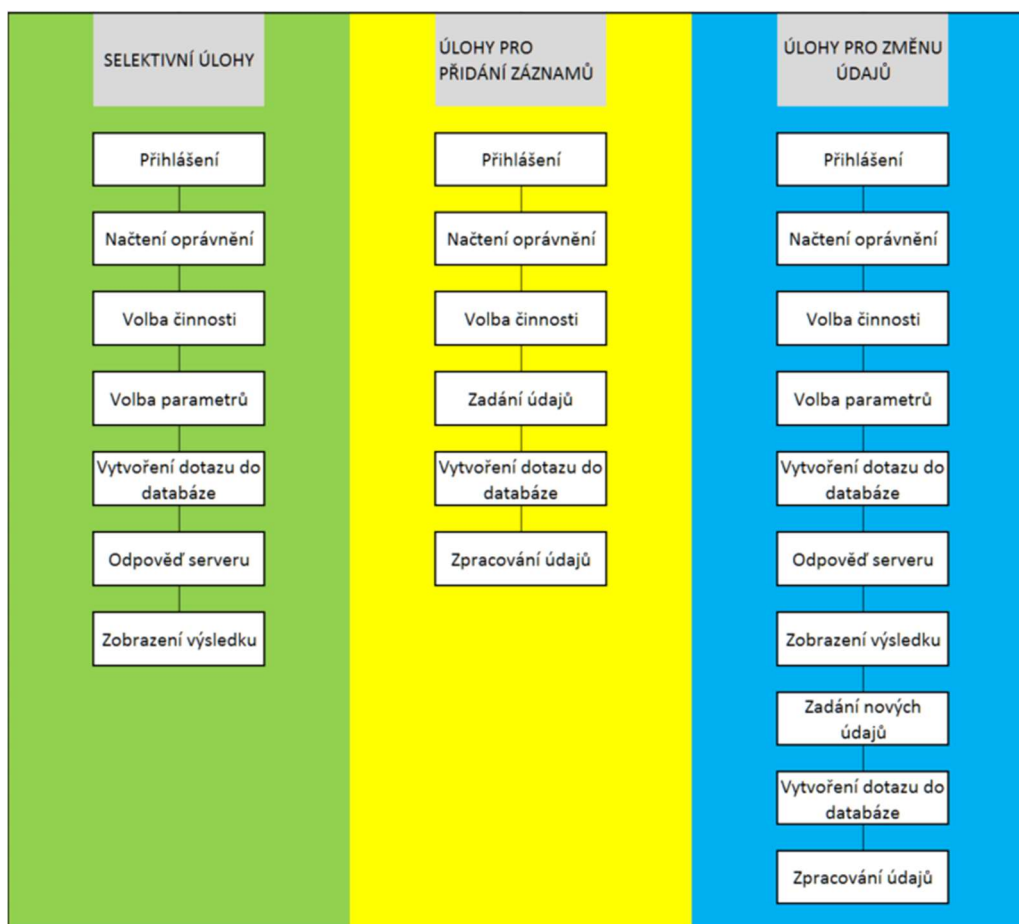 SELEKTIVNÍ ÚLOHY
Přihlášení
Načtení oprávnění
Volba činnosti
Volba parametrů
Vytvoření dotazu do
databáze
Odpověď serveru
Zobrazení výsledku
ÚLOHY PRO
PŘIDÁNÍ ZÁZNAMŮ
Přihlášení
Načtení oprávnění
Volba činnosti
Zadání údajů
Vytvoření dotazu do
databáze
Zpracování údajů
ÚLOHY PRO ZMĚNU
ÚDAJŮ
Přihlášení
Načtení oprávnění
Volba činnosti
Volba parametrů
Vytvoření dotazu do
databáze
Odpověď serveru
Zobrazení výsledku
Zadání nových
údajů
Vytvoření dotazu do
databáze
Zpracování údajů